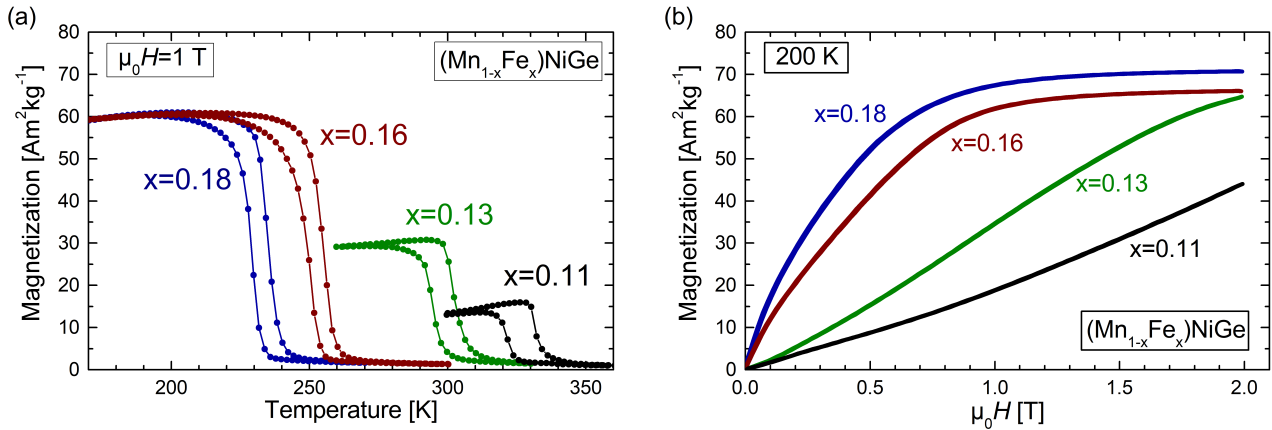 (a)
80
70
60
50
40
30
20
10
0
Magnetization [Am²kg⁻¹]
µ₀H=1 T
(Mn₁₋ₓFeₓ)NiGe
x=0.16
x=0.18
x=0.13
x=0.11
200
250
300
350
Temperature [K]
(b)
80
70
60
50
40
30
20
10
0
Magnetization [Am²kg⁻¹]
200 K
x=0.18
x=0.16
x=0.13
x=0.11
(Mn₁₋ₓFeₓ)NiGe
0.0
0.5
1.0
1.5
2.0
µ₀H [T]